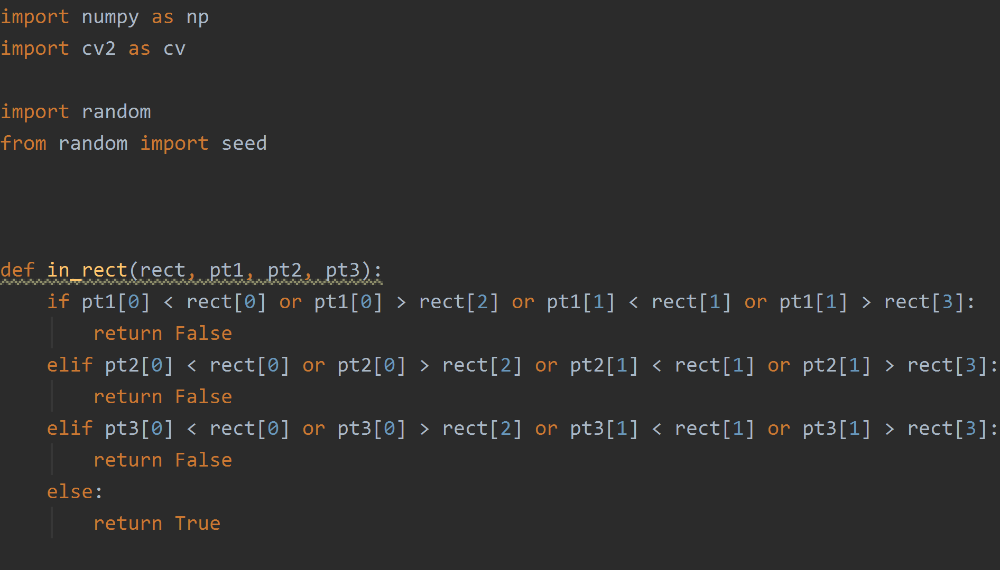 import numpy as np
import cv2 as cv
import random
from random import seed
def in_rect(rect, pt1, pt2, pt3):
if pt1[0] < rect[0] or pt1[0] > rect[2] or pt1[1] < rect[1] or pt1[1] > rect[3]:
return False
elif pt2[0] < rect[0] or pt2[0] > rect[2] or pt2[1] < rect[1] or pt2[1] > rect[3]:
return False
elif pt3[0] < rect[0] or pt3[0] > rect[2] or pt3[1] < rect[1] or pt3[1] > rect[3]:
return False
else:
return True